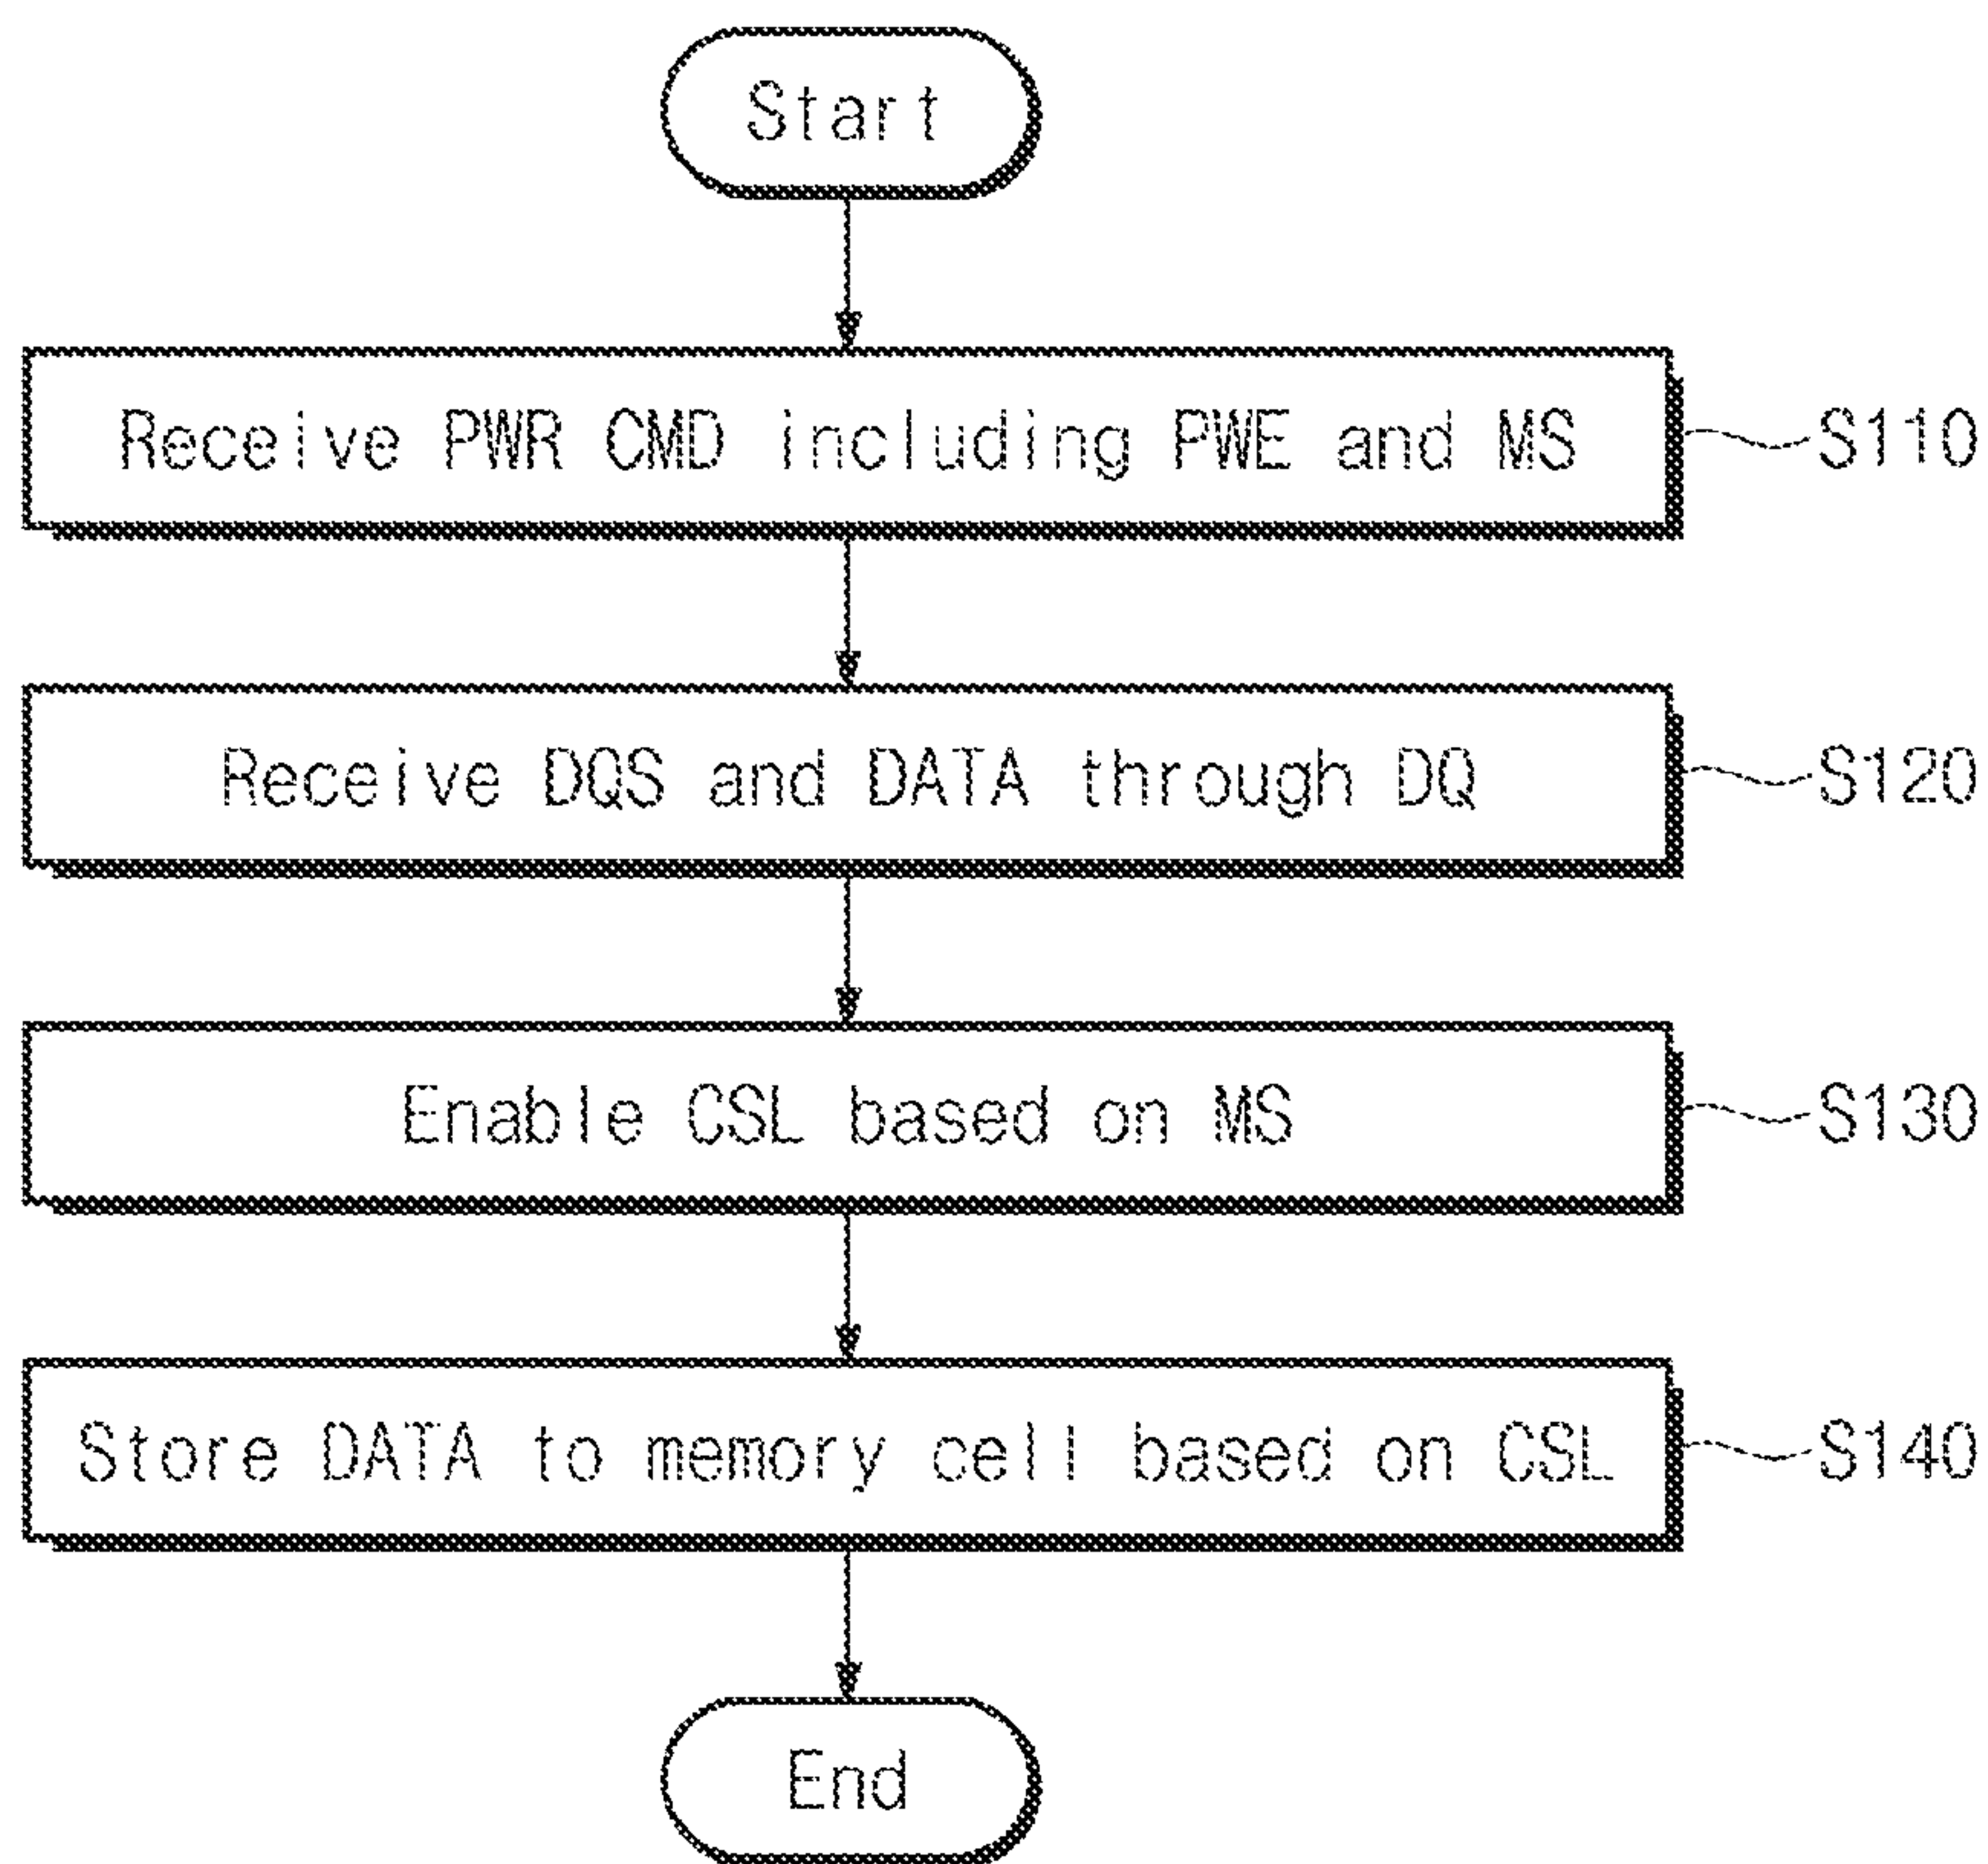 Start
Receive PWR CMD including PWE and MS
S110
Receive DQS and DATA through DQ
S120
Enable CSL based on MS
S130
Store DATA to memory cell based on CSL
S140
End